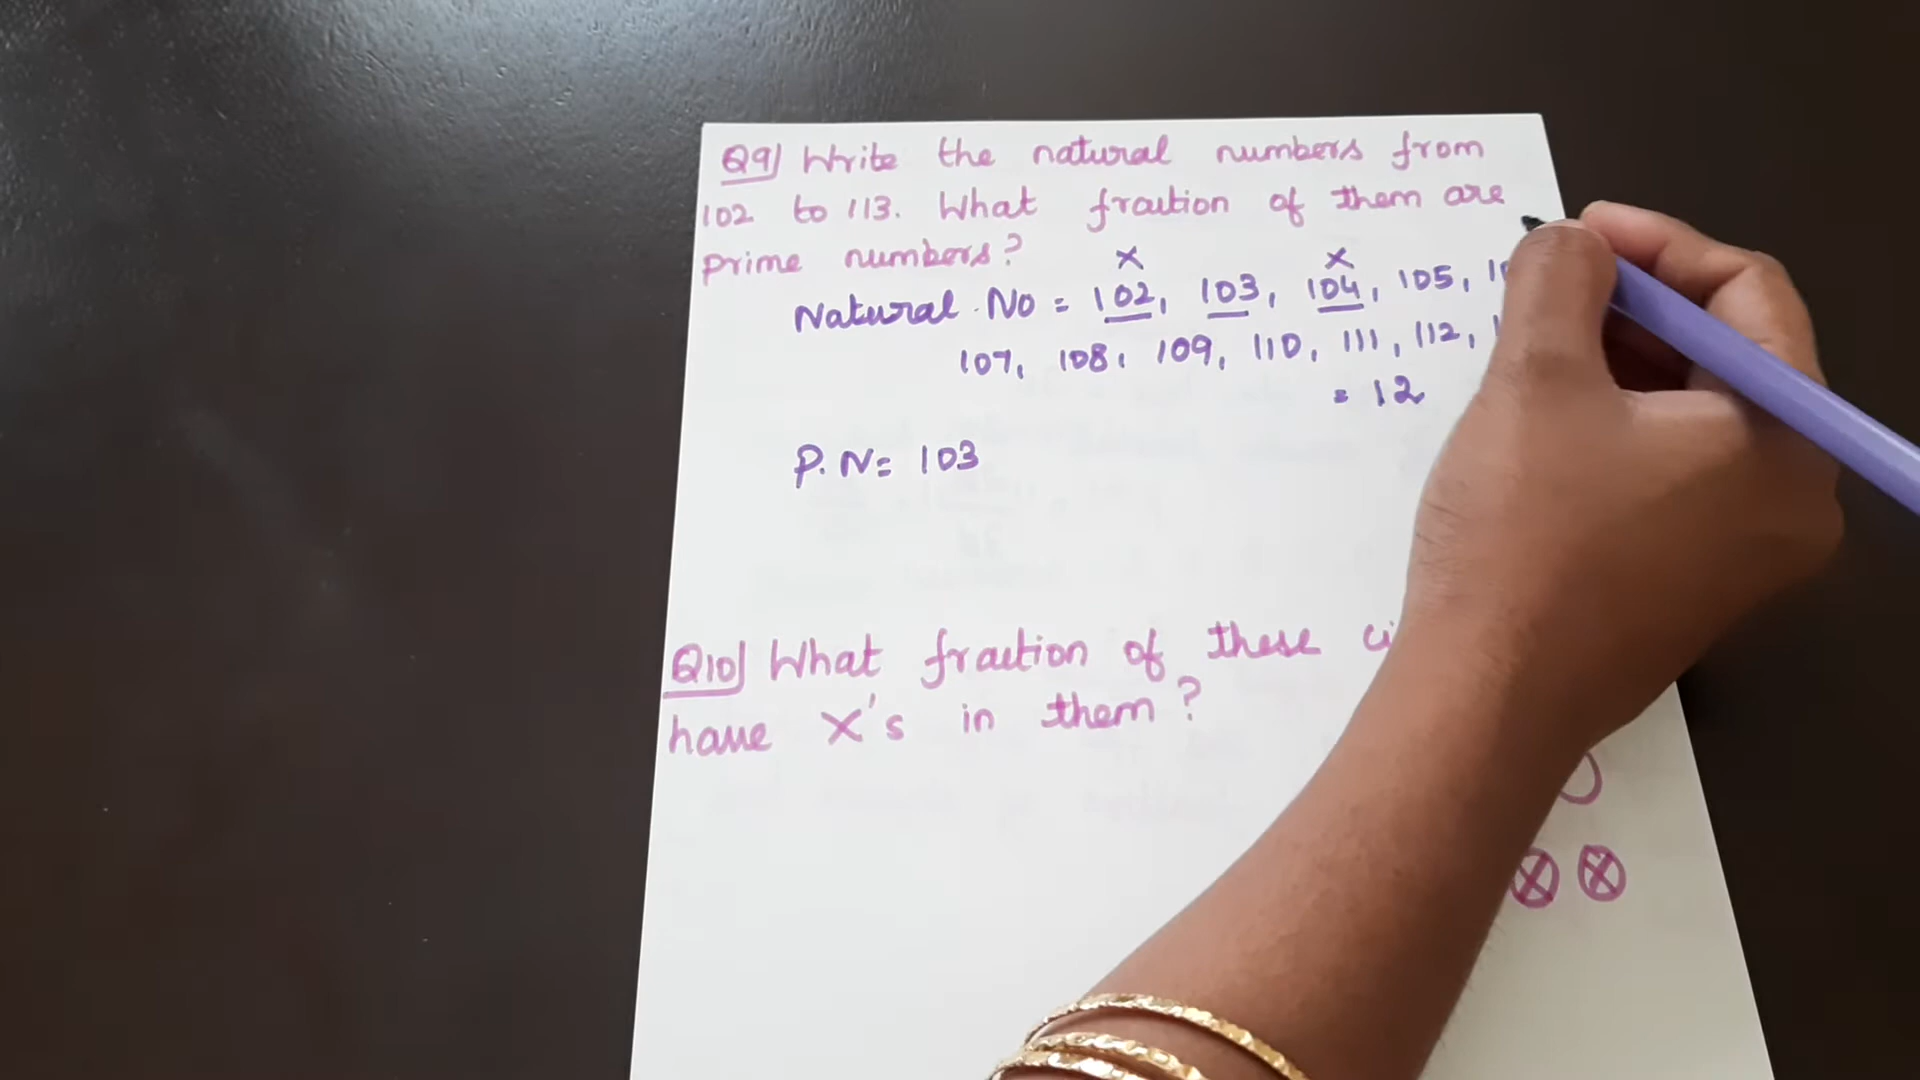 Q9) Write the natural numbers from
102 to 113. What fraction of them are
prime numbers?
x x
Natural No = 102, 103, 104, 105,
107, 108, 109, 110, 111, 112,
= 12
P.N = 103
Q10) What fraction of these
have X's in them?